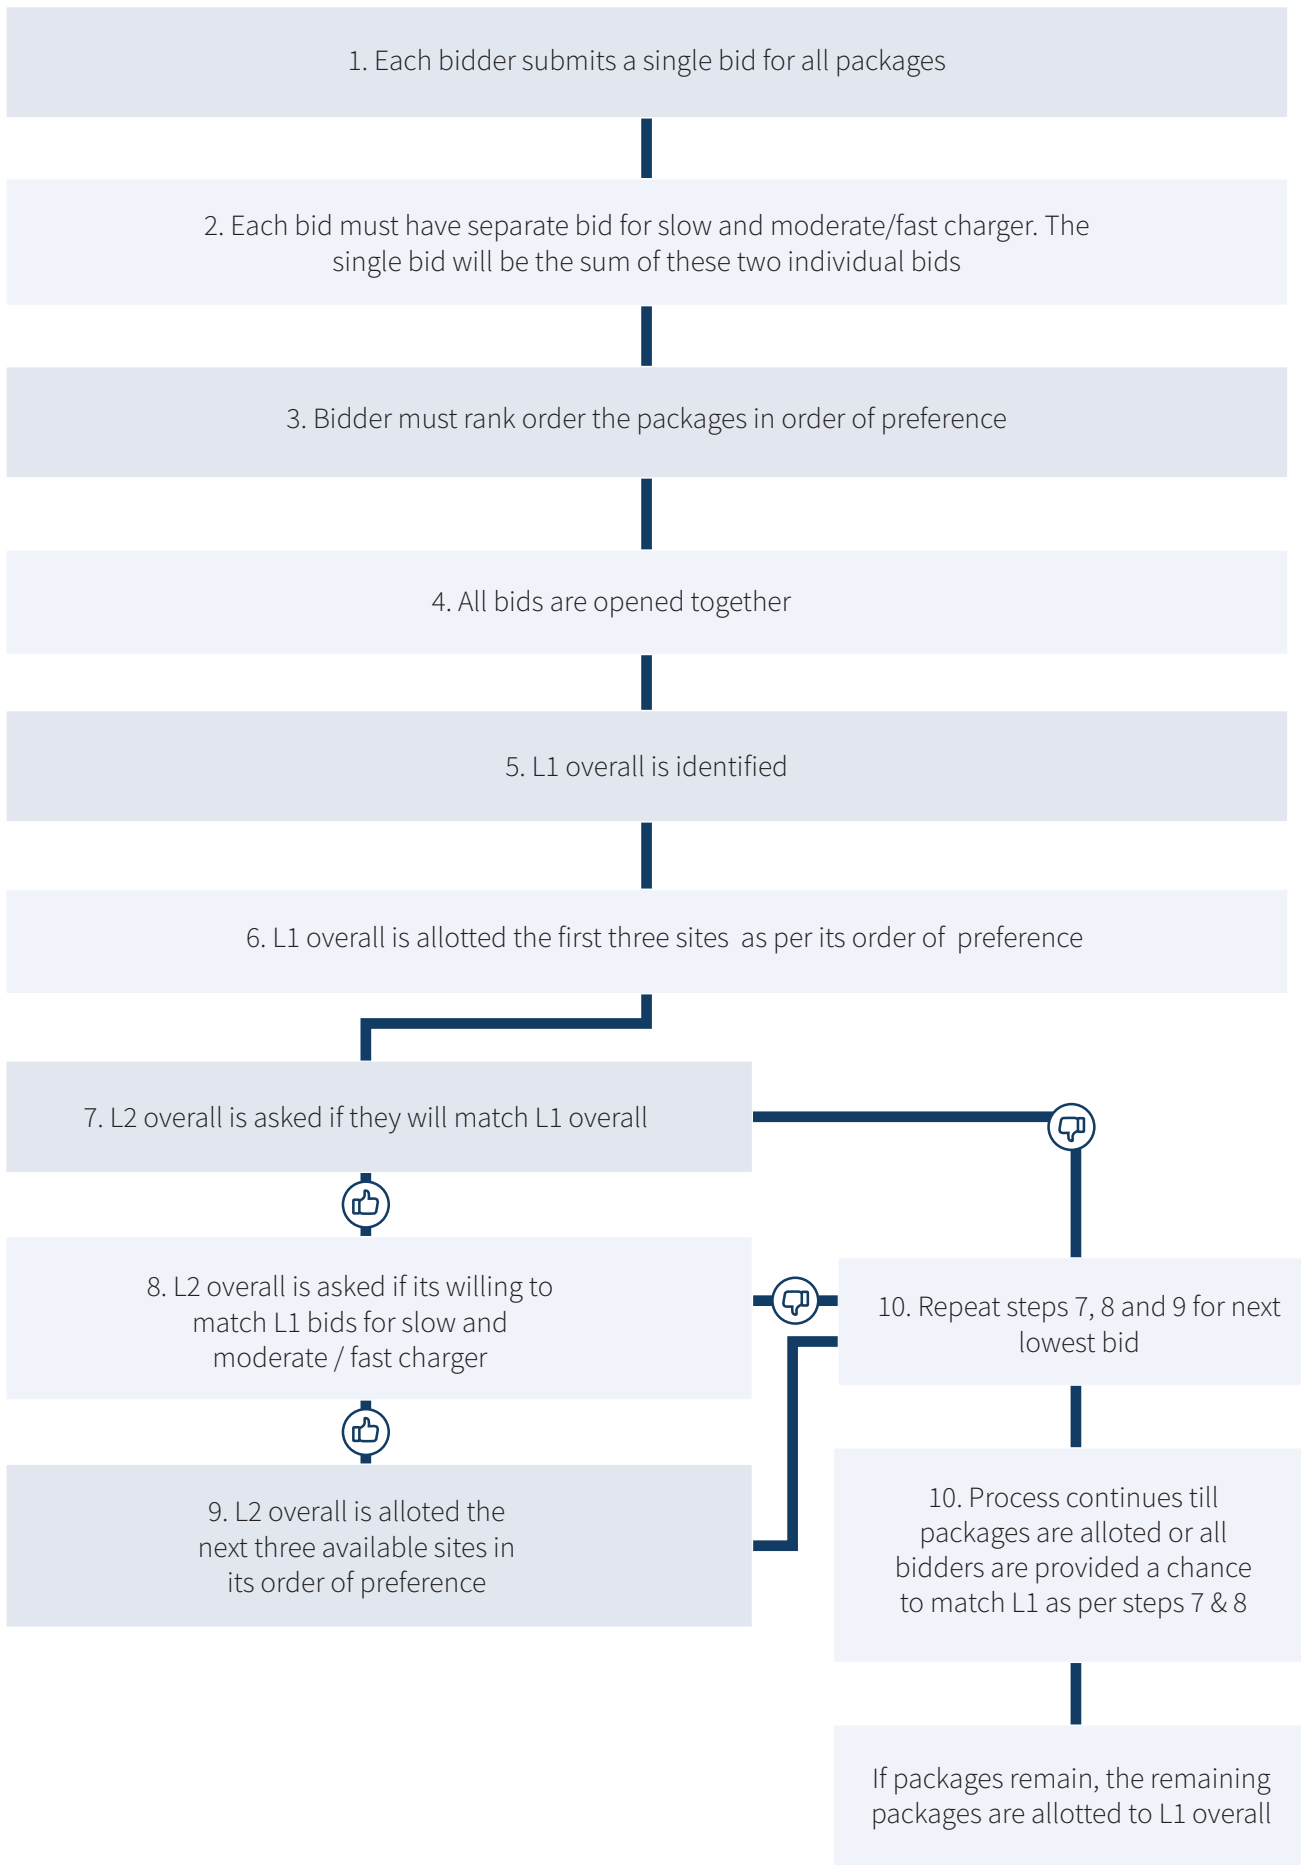 1. Each bidder submits a single bid for all packages
2. Each bid must have separate bid for slow and moderate/fast charger. The
single bid will be the sum of these two individual bids
3. Bidder must rank order the packages in order of preference
4. All bids are opened together
5. L1 overall is identified
6. L1 overall is allotted the first three sites as per its order of preference
7. L2 overall is asked if they will match L1 overall
8. L2 overall is asked if its willing to
match L1 bids for slow and
moderate / fast charger
10. Repeat steps 7, 8 and 9 for next
lowest bid
9. L2 overall is alloted the
next three available sites in
its order of preference
10. Process continues till
packages are alloted or all
bidders are provided a chance
to match L1 as per steps 7 & 8
If packages remain, the remaining
packages are allotted to L1 overall